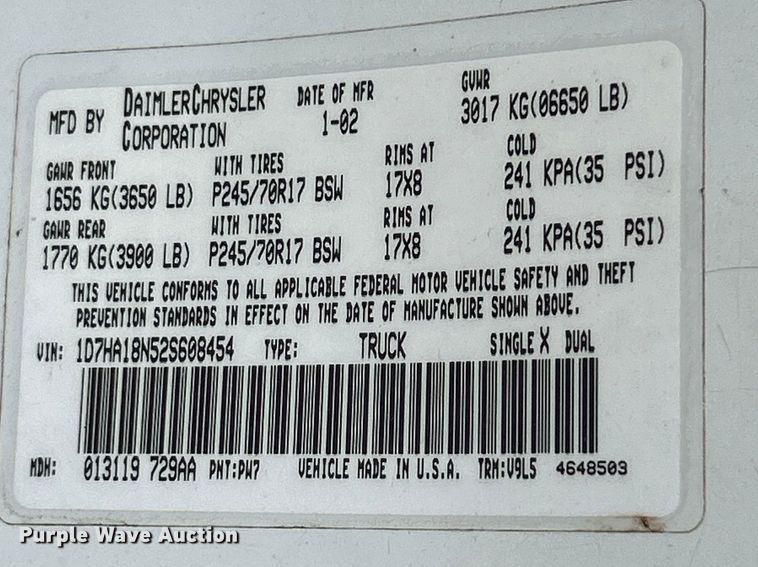 MFD BY DAIMLERCHRYSLER CORPORATION DATE OF MFR 1-02 GVWR 3017 KG(06650 LB)
GAWR FRONT WITH TIRES RIMS AT COLD
1656 KG(3650 LB) P245/70R17 BSW 17X8 241 KPA(35 PSI)
GAWR REAR WITH TIRES RIMS AT COLD
1770 KG(3900 LB) P245/70R17 BSW 17X8 241 KPA(35 PSI)
THIS VEHICLE CONFORMS TO ALL APPLICABLE FEDERAL MOTOR VEHICLE SAFETY AND THEFT
PREVENTION STANDARDS IN EFFECT ON THE DATE OF MANUFACTURE SHOWN ABOVE.
VIN: 1D7HA18N52S608454 TYPE: TRUCK SINGLE X DUAL
MDH: 013119 729AA PNT:PW7 VEHICLE MADE IN U.S.A. TRM:V9L5 4648503
Purple Wave Auction